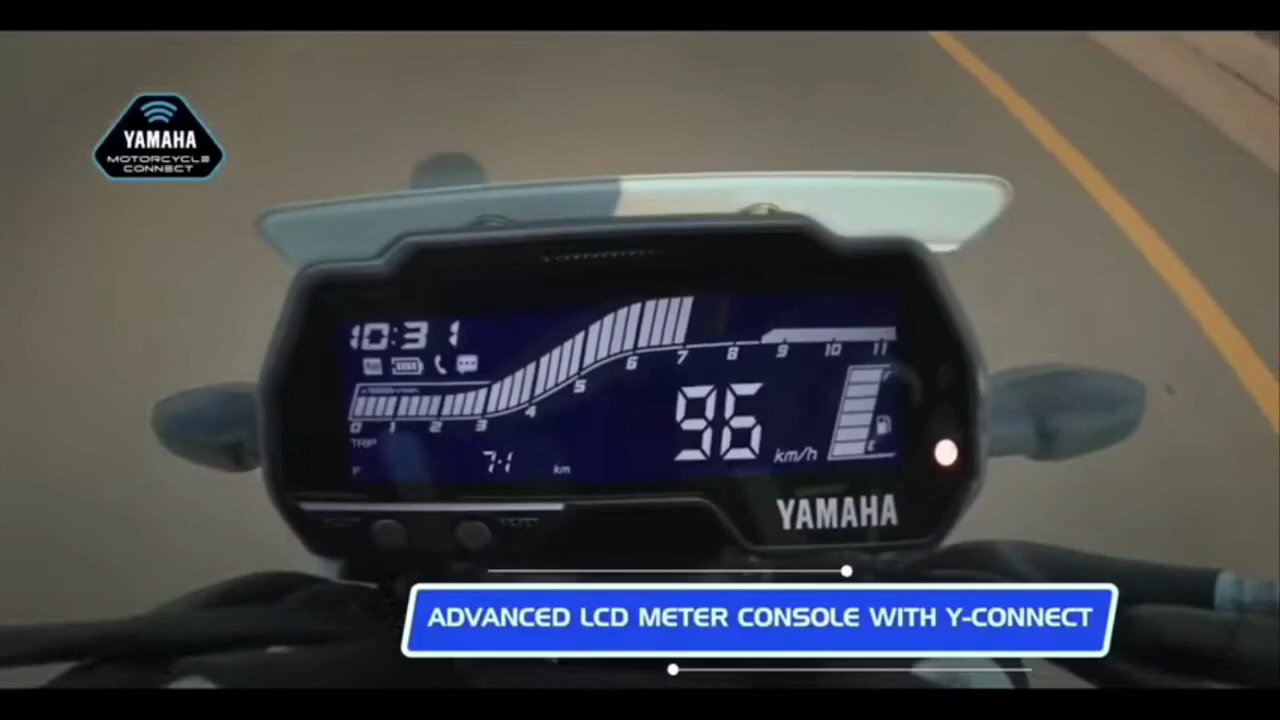 YAMAHA
MOTORCYCLE
CONNECT
10:31
0 1 2 3 4 5 6 7 8 9 10 11
TRIP
F
7.1 km
96 km/h
E
YAMAHA
ADVANCED LCD METER CONSOLE WITH Y-CONNECT